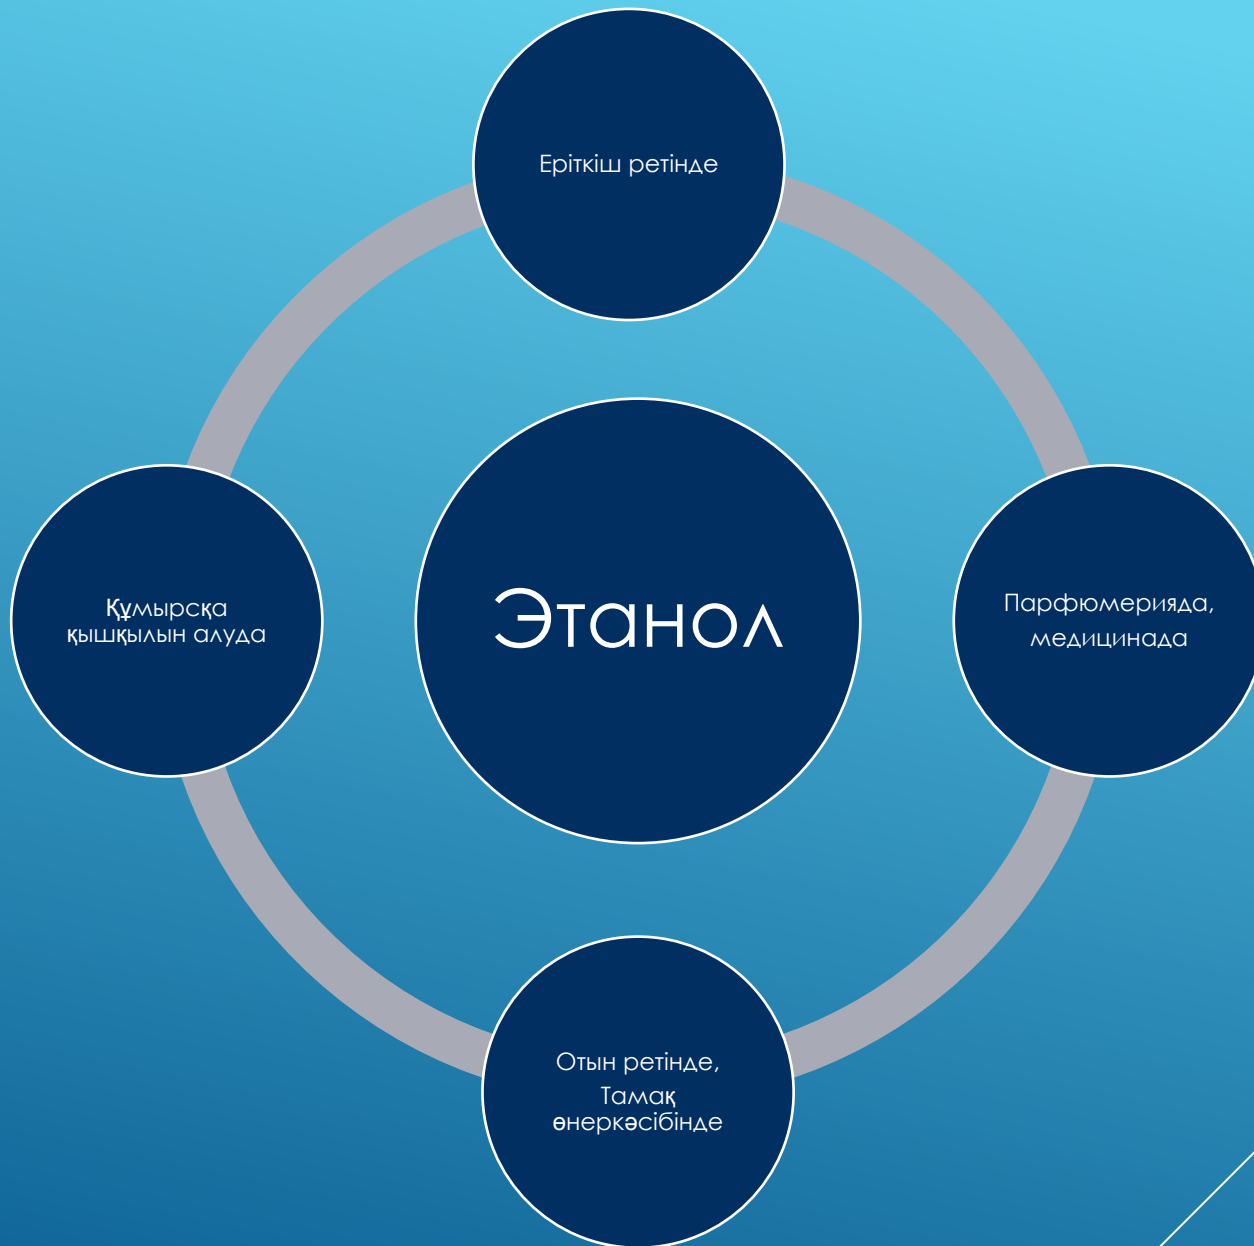 Еріткіш ретінде
Құмырсқа
қышқылын алуда
Этанол
Парфюмерияда,
медицинада
Отын ретінде,
Тамақ
өнеркәсібінде